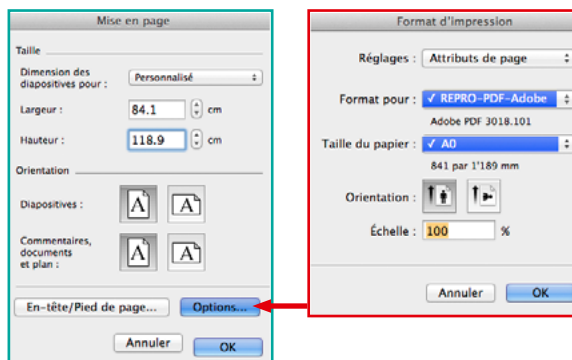 Mise en page
Taille
Dimension des
diapositives pour :
Personnalisé
Largeur :
84.1
cm
Hauteur :
118.9
cm
Orientation
Diapositives :
A
A
Commentaires,
documents
et plan :
A
A
En-tête/Pied de page...
Options...
Annuler
OK
Format d'impression
Réglages :
Attributs de page
Format pour :
✓ REPRO-PDF-Adobe
Adobe PDF 3018.101
Taille du papier :
✓ A0
841 par 1'189 mm
Orientation :
Échelle :
100
%
Annuler
OK